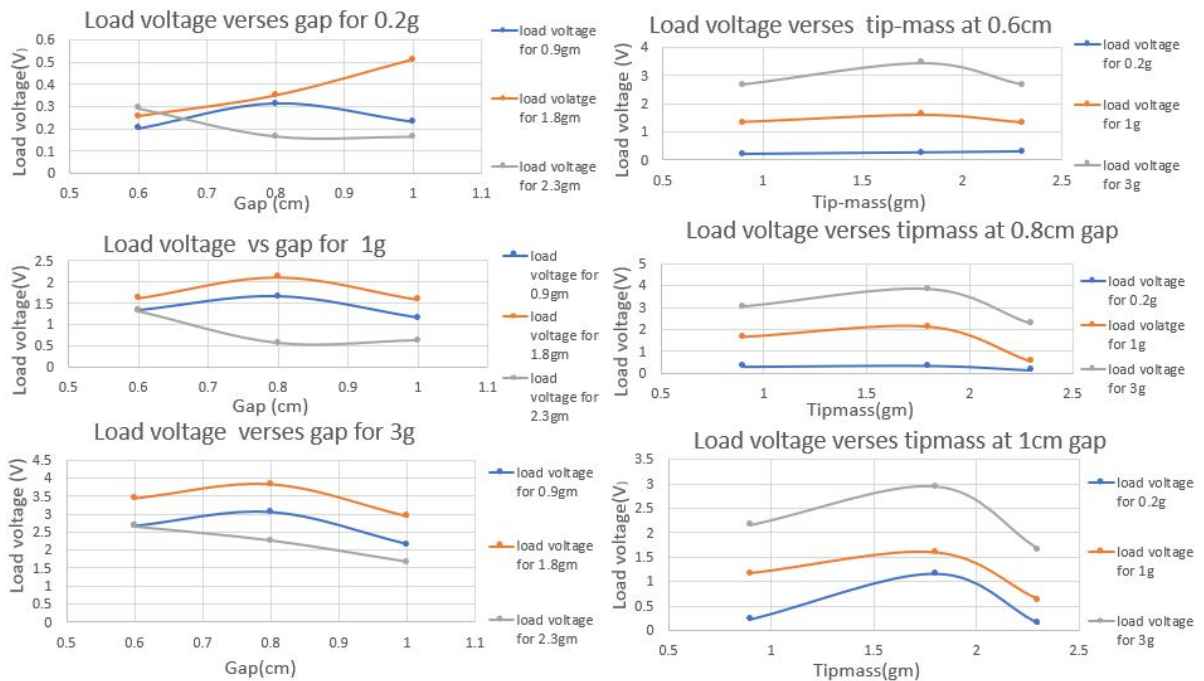 Load voltage verses gap for 0.2g
Load voltage (V)
0.6
0.5
0.4
0.3
0.2
0.1
0
0.5
0.6
0.7
0.8
0.9
1
1.1
Gap (cm)
load voltage
for 0.9gm
load volatge
for 1.8gm
load voltage
for 2.3gm
Load voltage verses tip-mass at 0.6cm
Load voltage (V)
4
3
2
1
0
0.5
1
1.5
2
2.5
Tip-mass(gm)
load voltage
for 0.2g
load voltage
for 1g
load voltage
for 3g
Load voltage vs gap for 1g
Load voltage(V)
2.5
2
1.5
1
0.5
0
0.5
0.6
0.7
0.8
0.9
1
1.1
Gap (cm)
load
voltage for
0.9gm
load
voltage for
1.8gm
load
voltage for
2.3gm
Load voltage verses tipmass at 0.8cm gap
Load voltage(V)
5
4
3
2
1
0
0.5
1
1.5
2
2.5
Tipmass(gm)
load voltage
for 0.2g
load volatge
for 1g
load voltage
for 3g
Load voltage verses gap for 3g
Load voltage (V)
4.5
4
3.5
3
2.5
2
1.5
1
0.5
0
0.5
0.6
0.7
0.8
0.9
1
1.1
Gap(cm)
load voltage
for 0.9gm
load voltage
for 1.8gm
load voltage
for 2.3gm
Load voltage verses tipmass at 1cm gap
Load voltage(V)
3.5
3
2.5
2
1.5
1
0.5
0
0.5
1
1.5
2
2.5
Tipmass(gm)
load voltage
for 0.2g
load voltage
for 1g
load voltage
for 3g